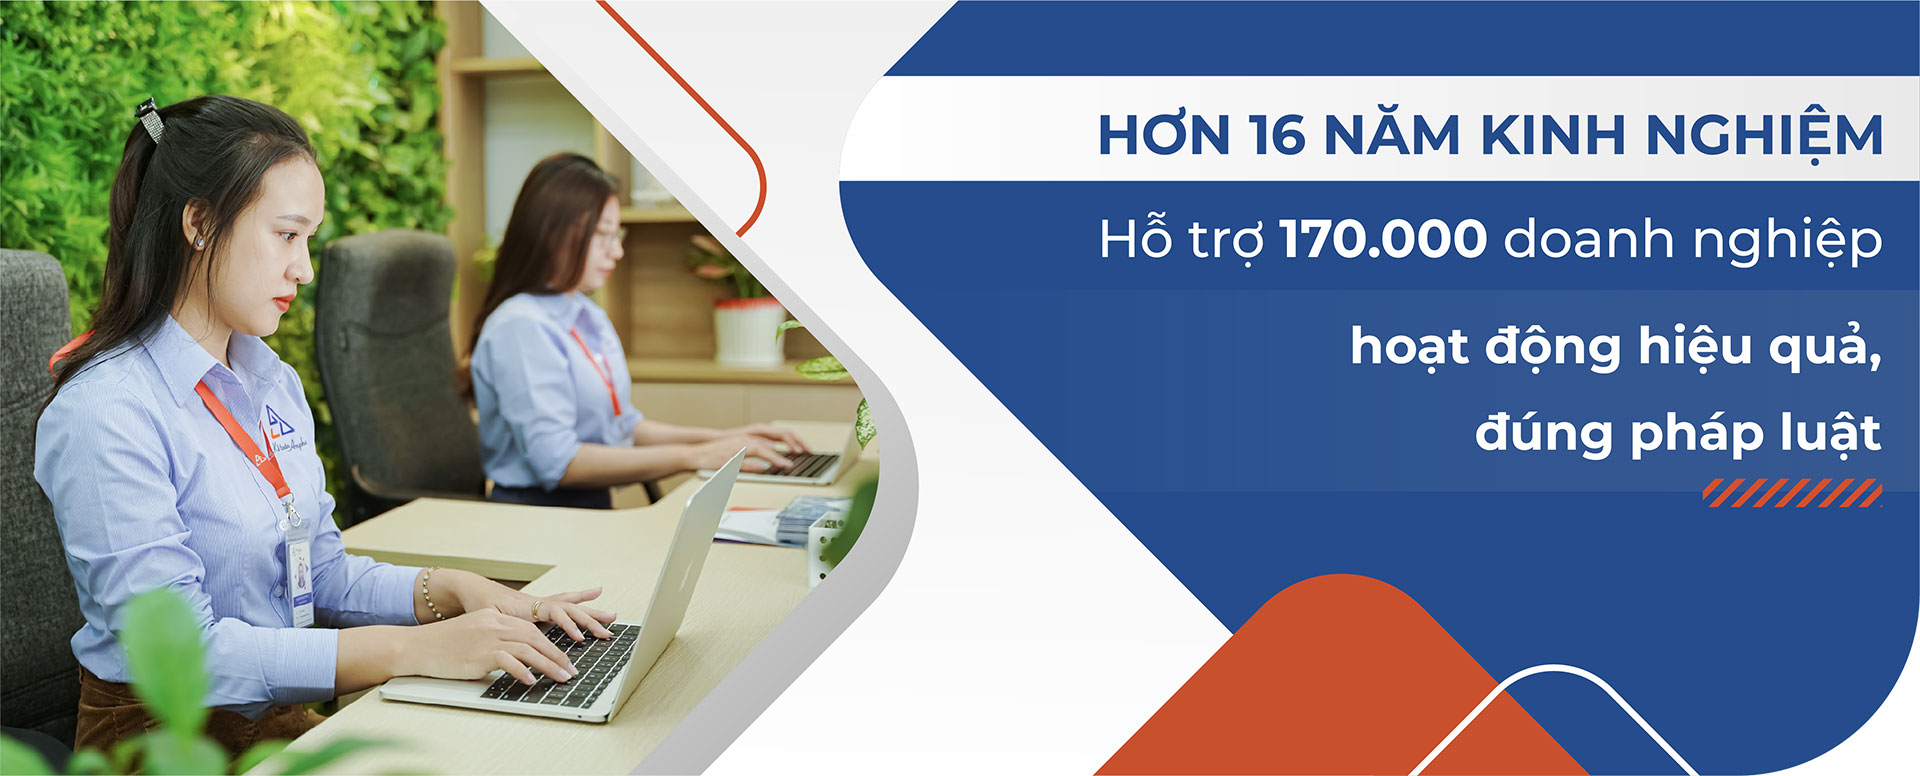 HƠN 16 NĂM KINH NGHIỆM
Hỗ trợ 170.000 doanh nghiệp
hoạt động hiệu quả,
đúng pháp luật